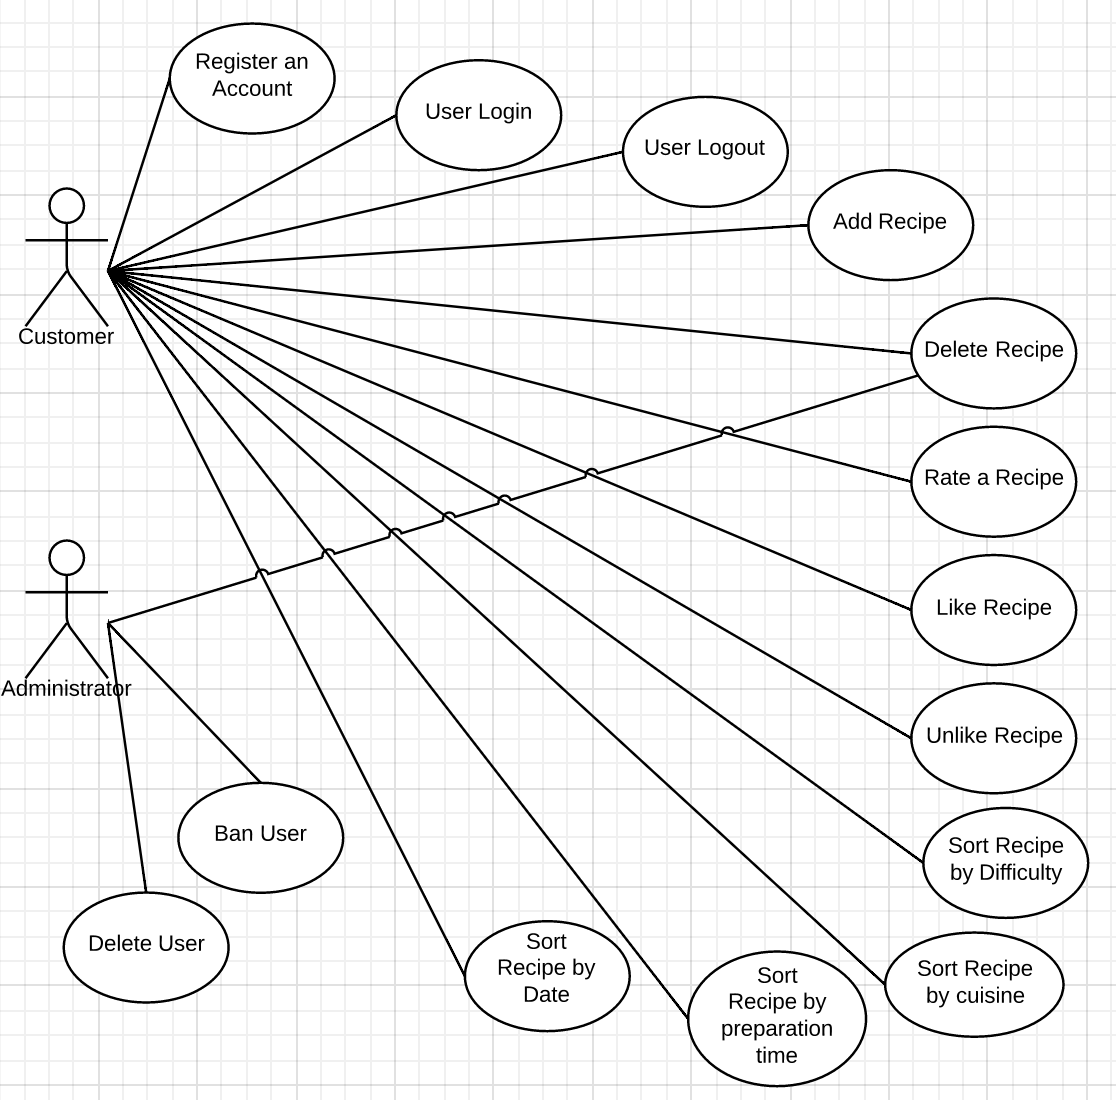 Register an
Account
User Login
User Logout
Add Recipe
Customer
Delete Recipe
Rate a Recipe
Like Recipe
Administrator
Unlike Recipe
Ban User
Sort Recipe
by Difficulty
Delete User
Sort
Recipe by
Date
Sort
Recipe by
preparation
time
Sort Recipe
by cuisine